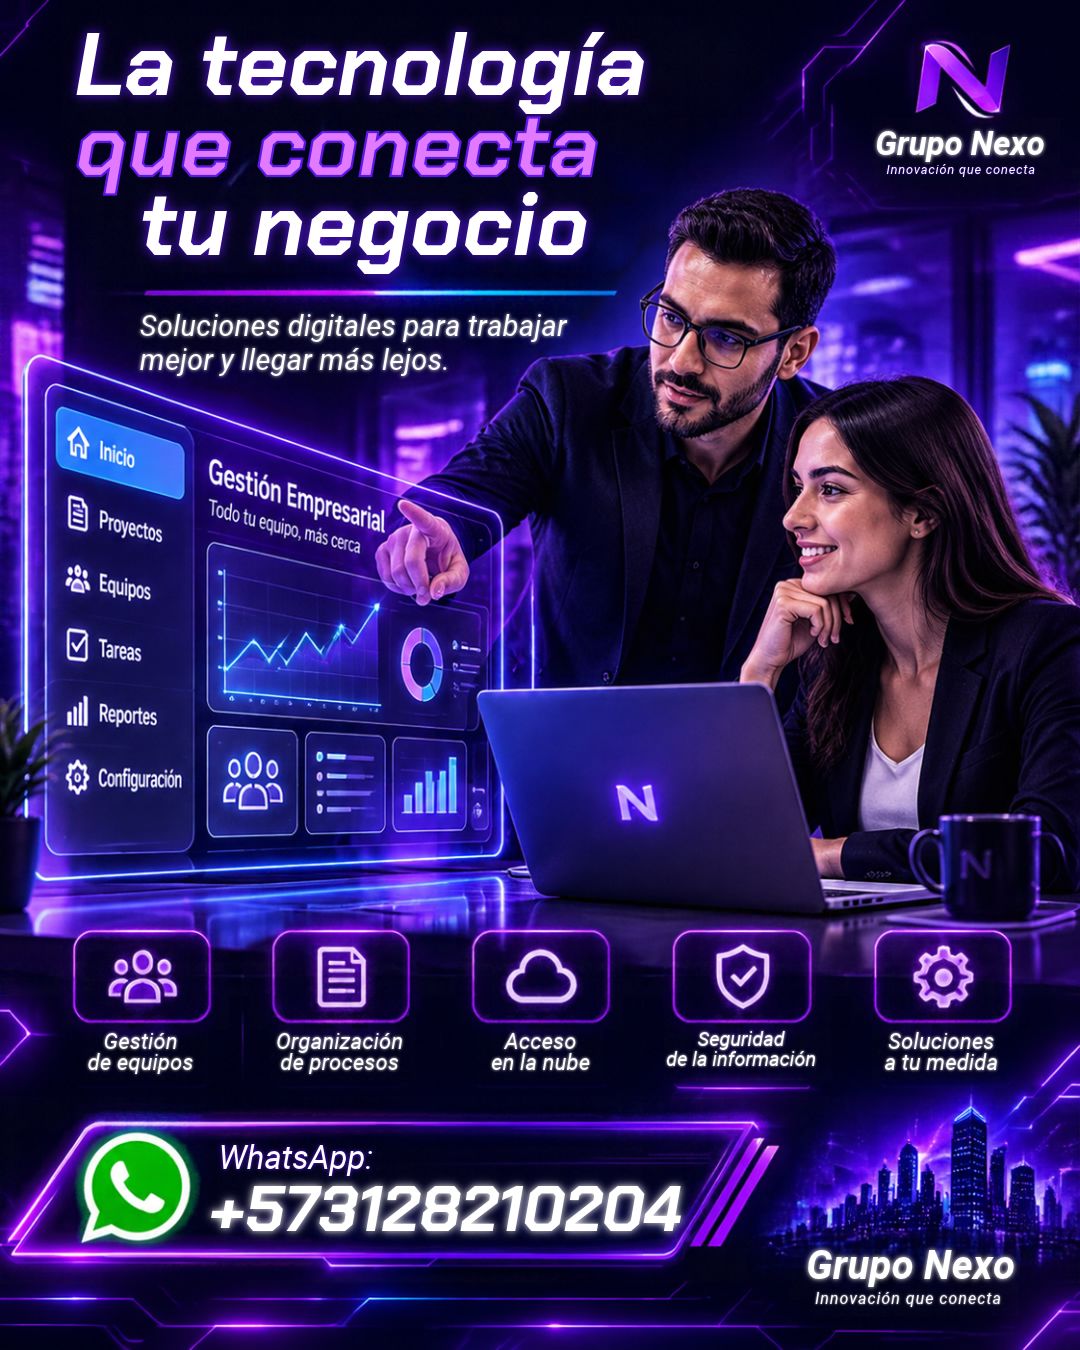 La tecnología
que conecta
tu negocio
N
Grupo Nexo
Innovación que conecta
Soluciones digitales para trabajar
mejor y llegar más lejos.
Inicio
Proyectos
Equipos
Tareas
Reportes
Configuración
Gestión Empresarial
Todo tu equipo, más cerca
N
N
Gestión
de equipos
Organización
de procesos
Acceso
en la nube
Seguridad
de la información
Soluciones
a tu medida
WhatsApp:
+573128210204
Grupo Nexo
Innovación que conecta